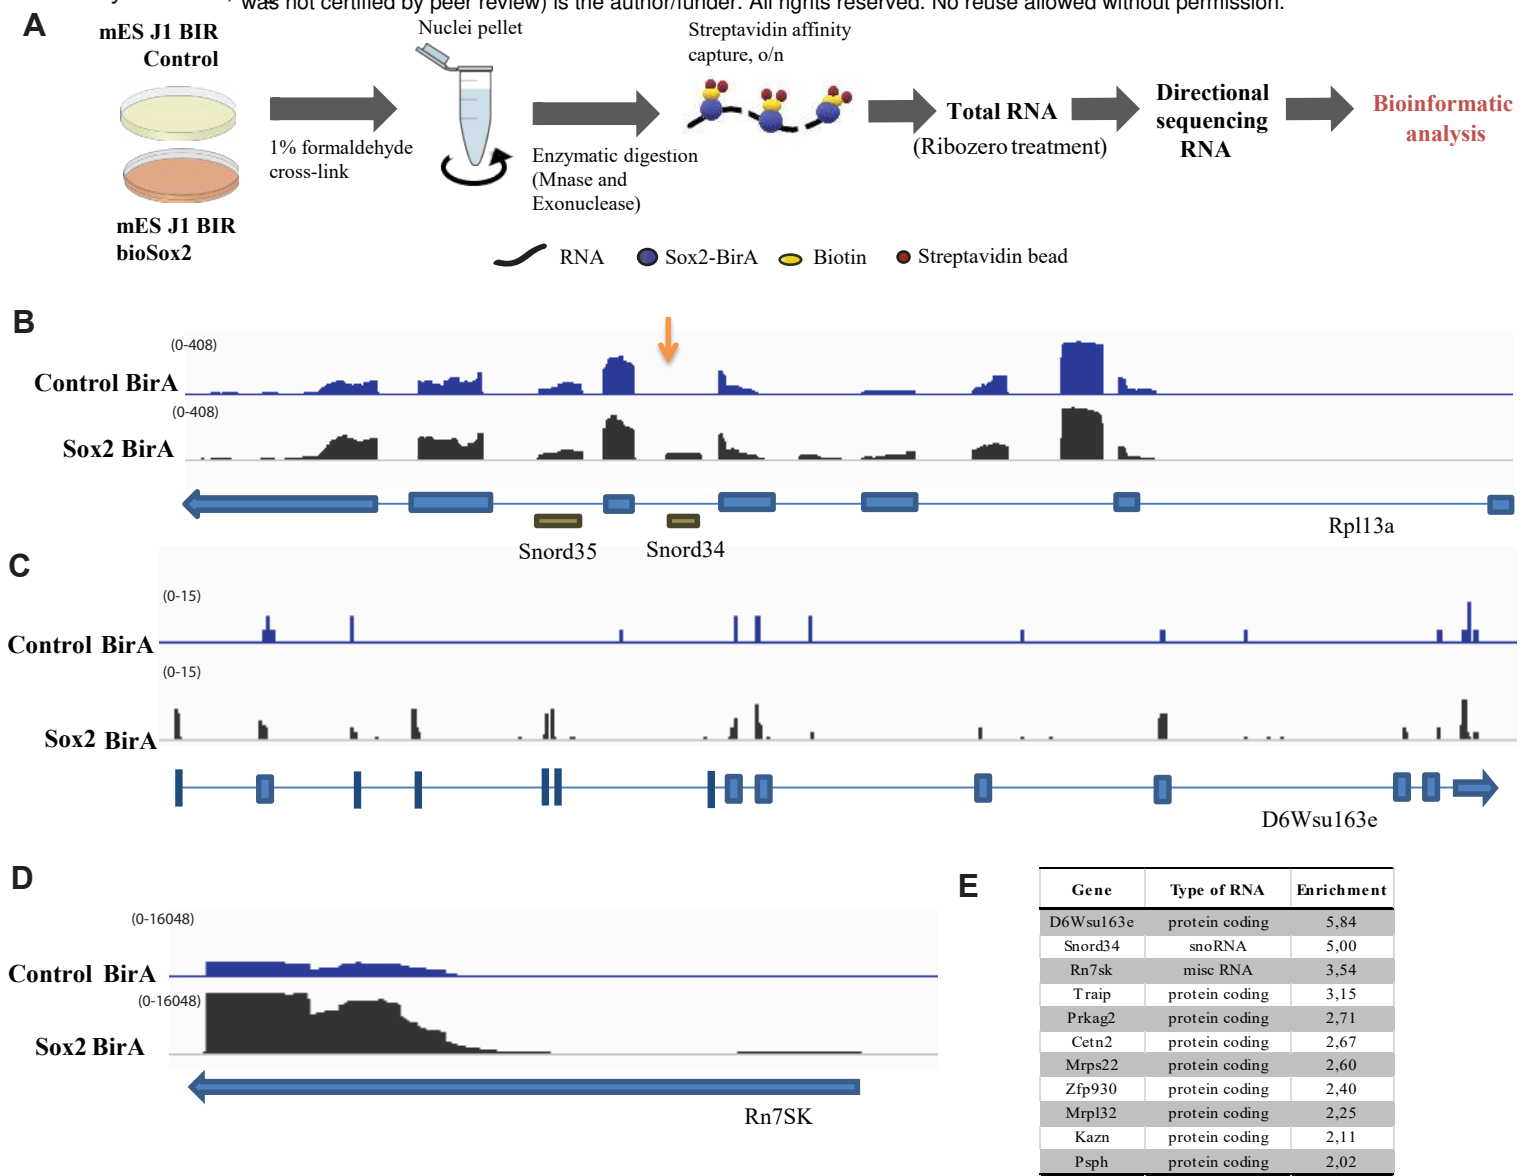 was not certified by peer review) is the author/funder. All rights reserved. No reuse allowed without permission.
A
mES J1 BIR
Control
Nuclei pellet
Streptavidin affinity
capture, o/n
1% formaldehyde
cross-link
Enzymatic digestion
(Mnase and
Exonuclease)
Total RNA
(Ribozero treatment)
Directional
sequencing
RNA
Bioinformatic
analysis
mES J1 BIR
bioSox2
RNA
Sox2-BirA
Biotin
Streptavidin bead
B
(0-408)
Control BirA
(0-408)
Sox2 BirA
Rpl13a
Snord35
Snord34
C
(0-15)
Control BirA
(0-15)
Sox2 BirA
D6Wsu163e
D
(0-16048)
Control BirA
(0-16048)
Sox2 BirA
Rn7SK
E
Gene Type of RNA Enrichment
D6Wsu163e protein coding 5,84
Snord34 snoRNA 5,00
Rn7sk misc RNA 3,54
Traip protein coding 3,15
Prkag2 protein coding 2,71
Cetn2 protein coding 2,67
Mrps22 protein coding 2,60
Zfp930 protein coding 2,40
Mrpl32 protein coding 2,25
Kazn protein coding 2,11
Psph protein coding 2,02